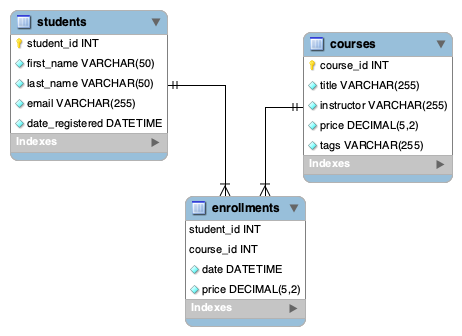 students
student_id INT
first_name VARCHAR(50)
last_name VARCHAR(50)
email VARCHAR(255)
date_registered DATETIME
Indexes
courses
course_id INT
title VARCHAR(255)
instructor VARCHAR(255)
price DECIMAL(5,2)
tags VARCHAR(255)
Indexes
enrollments
student_id INT
course_id INT
date DATETIME
price DECIMAL(5,2)
Indexes